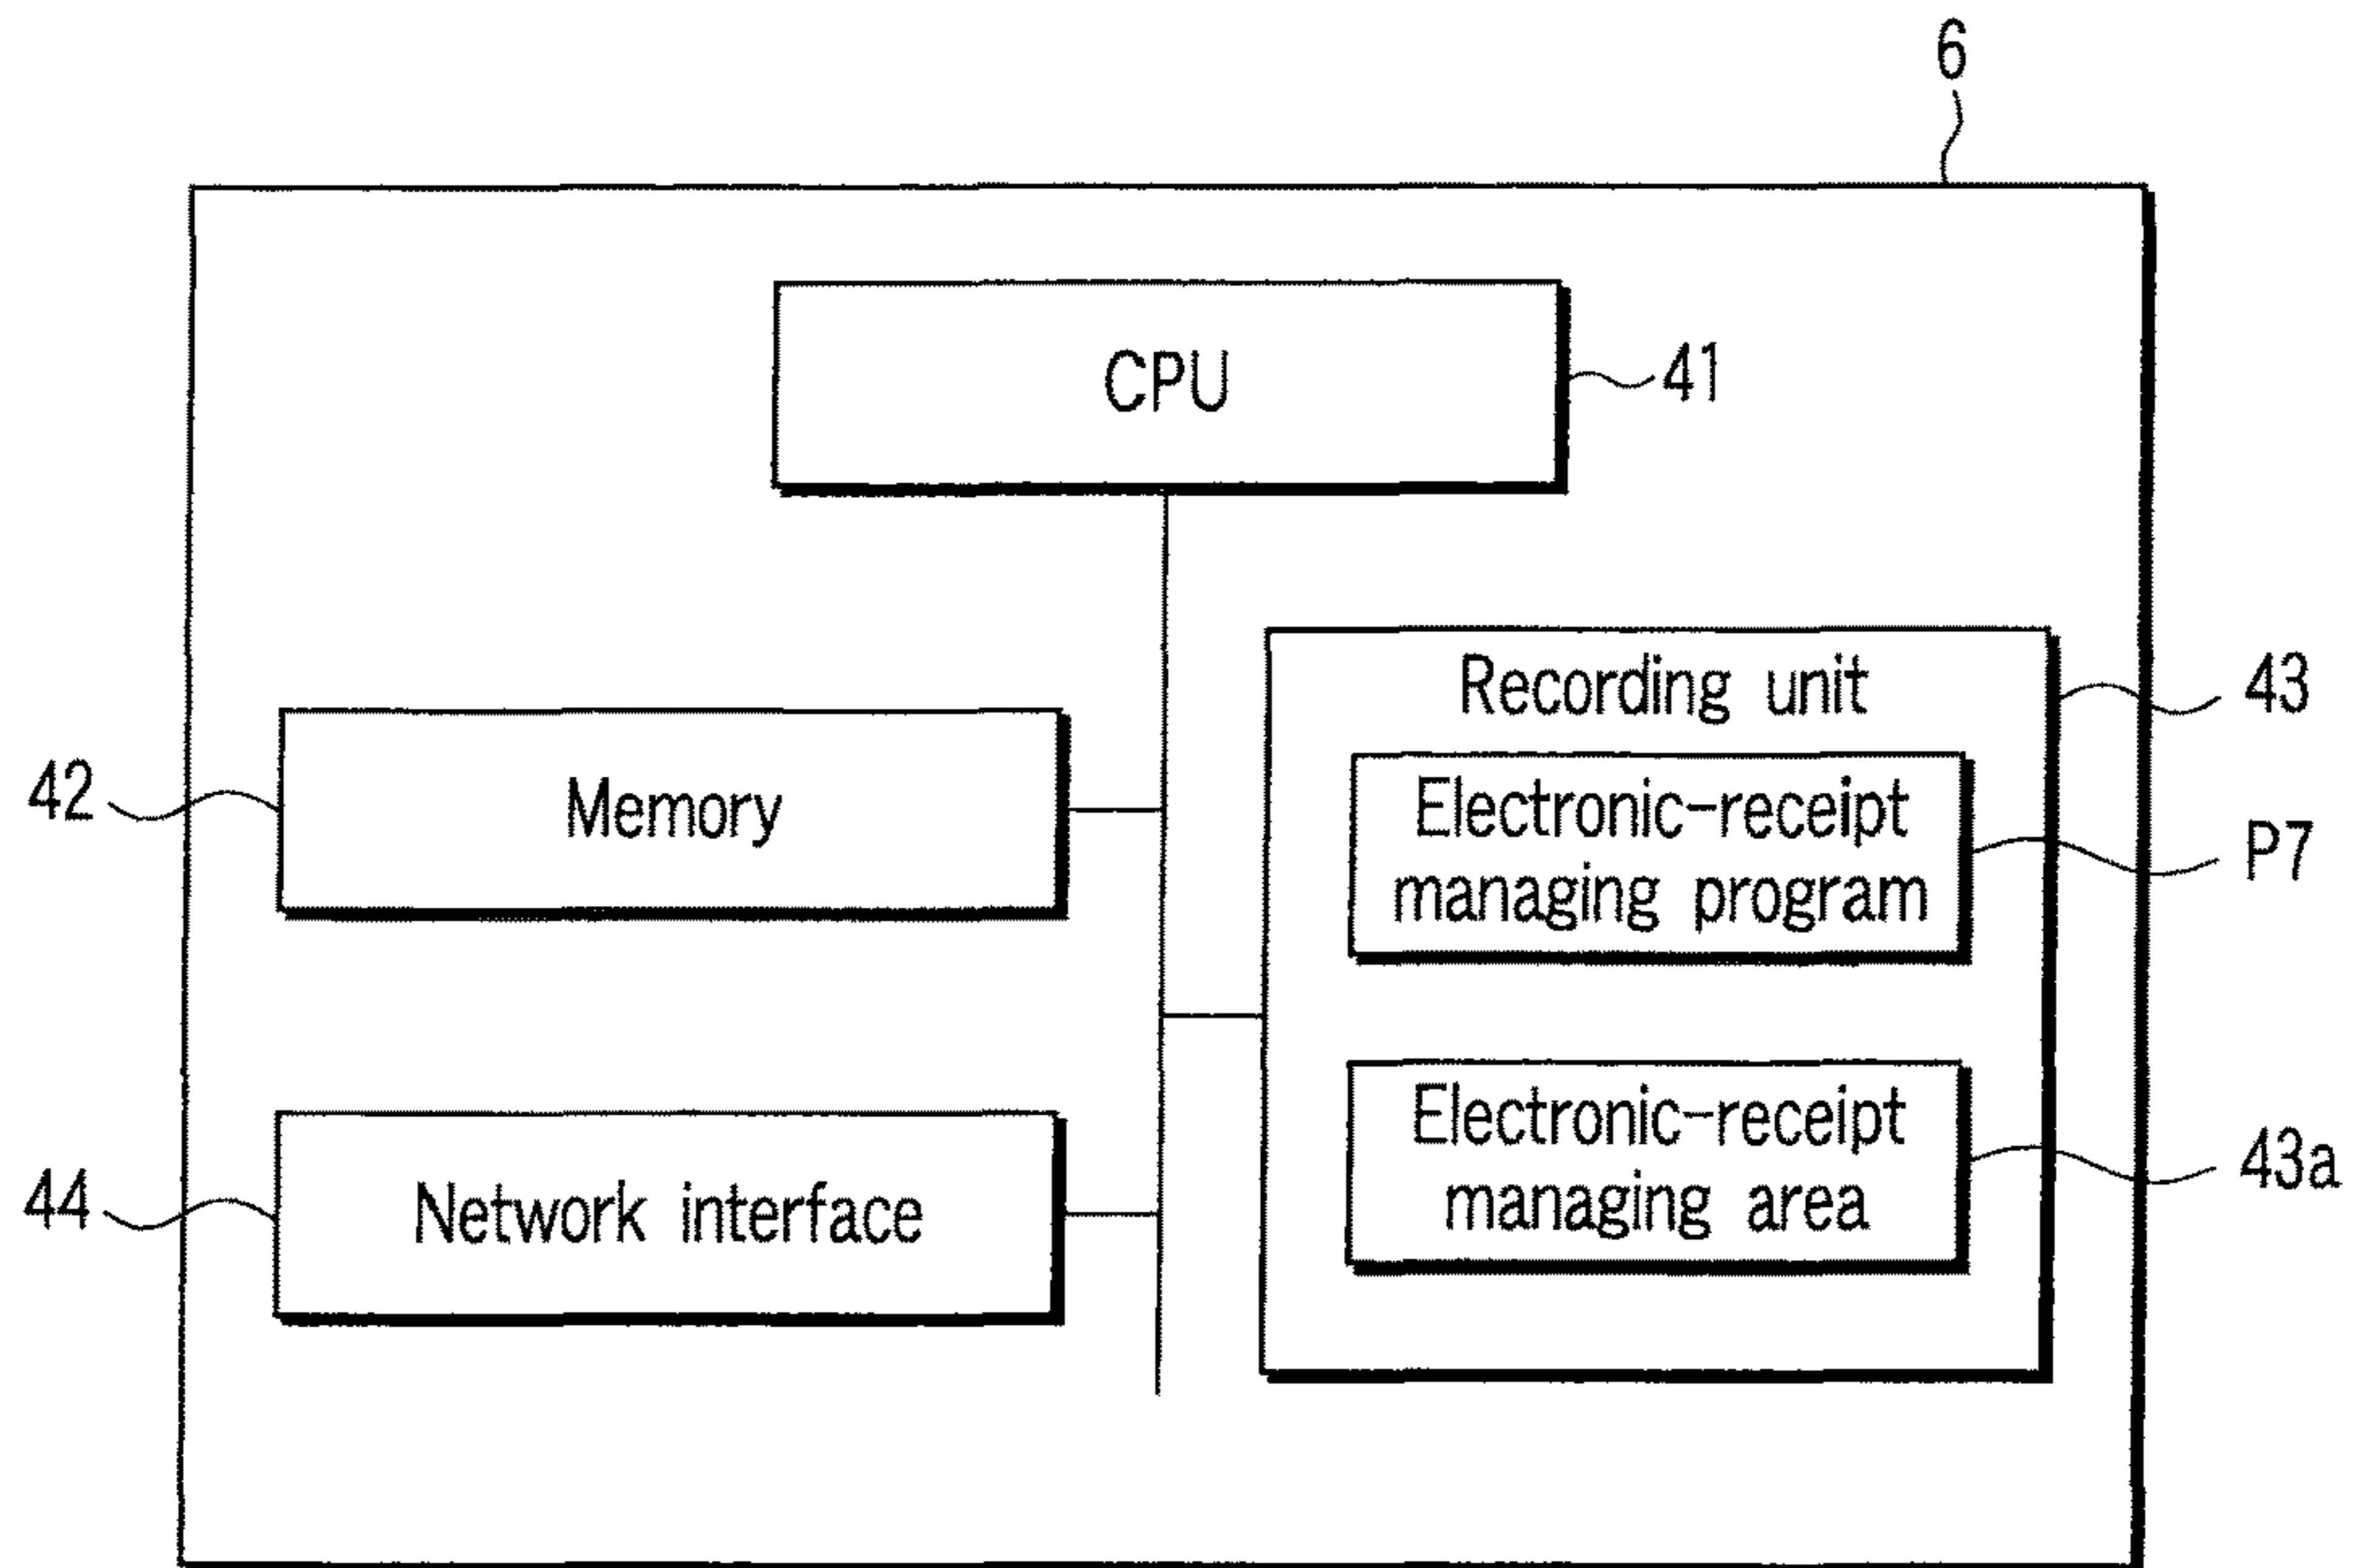 6
CPU
41
Recording unit
43
42
Memory
Electronic-receipt
managing program
P7
44
Network interface
Electronic-receipt
managing area
43a